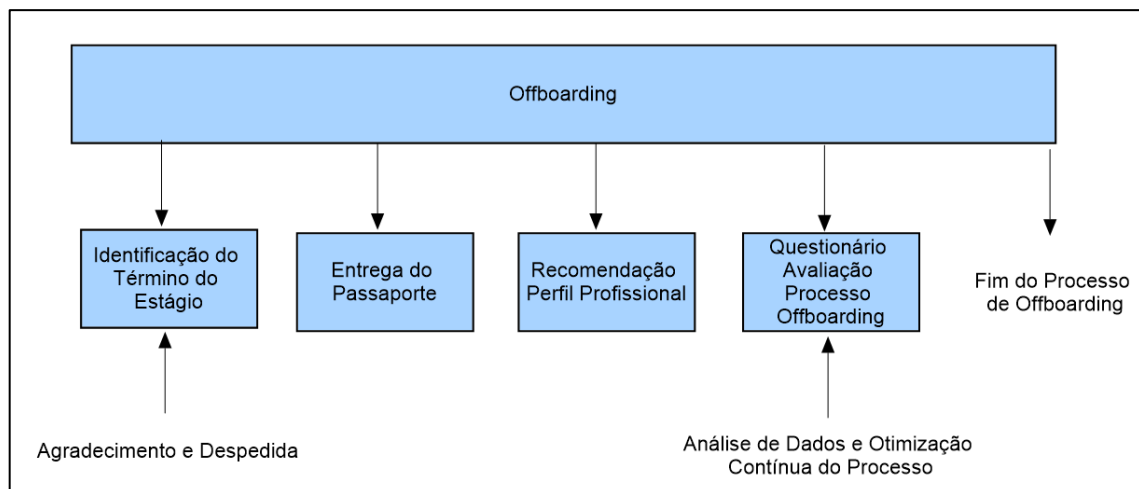 Offboarding
Identificação do
Término do
Estágio
Entrega do
Passaporte
Recomendação
Perfil Profissional
Questionário
Avaliação
Processo
Offboarding
Fim do Processo
de Offboarding
Agradecimento e Despedida
Análise de Dados e Otimização
Contínua do Processo